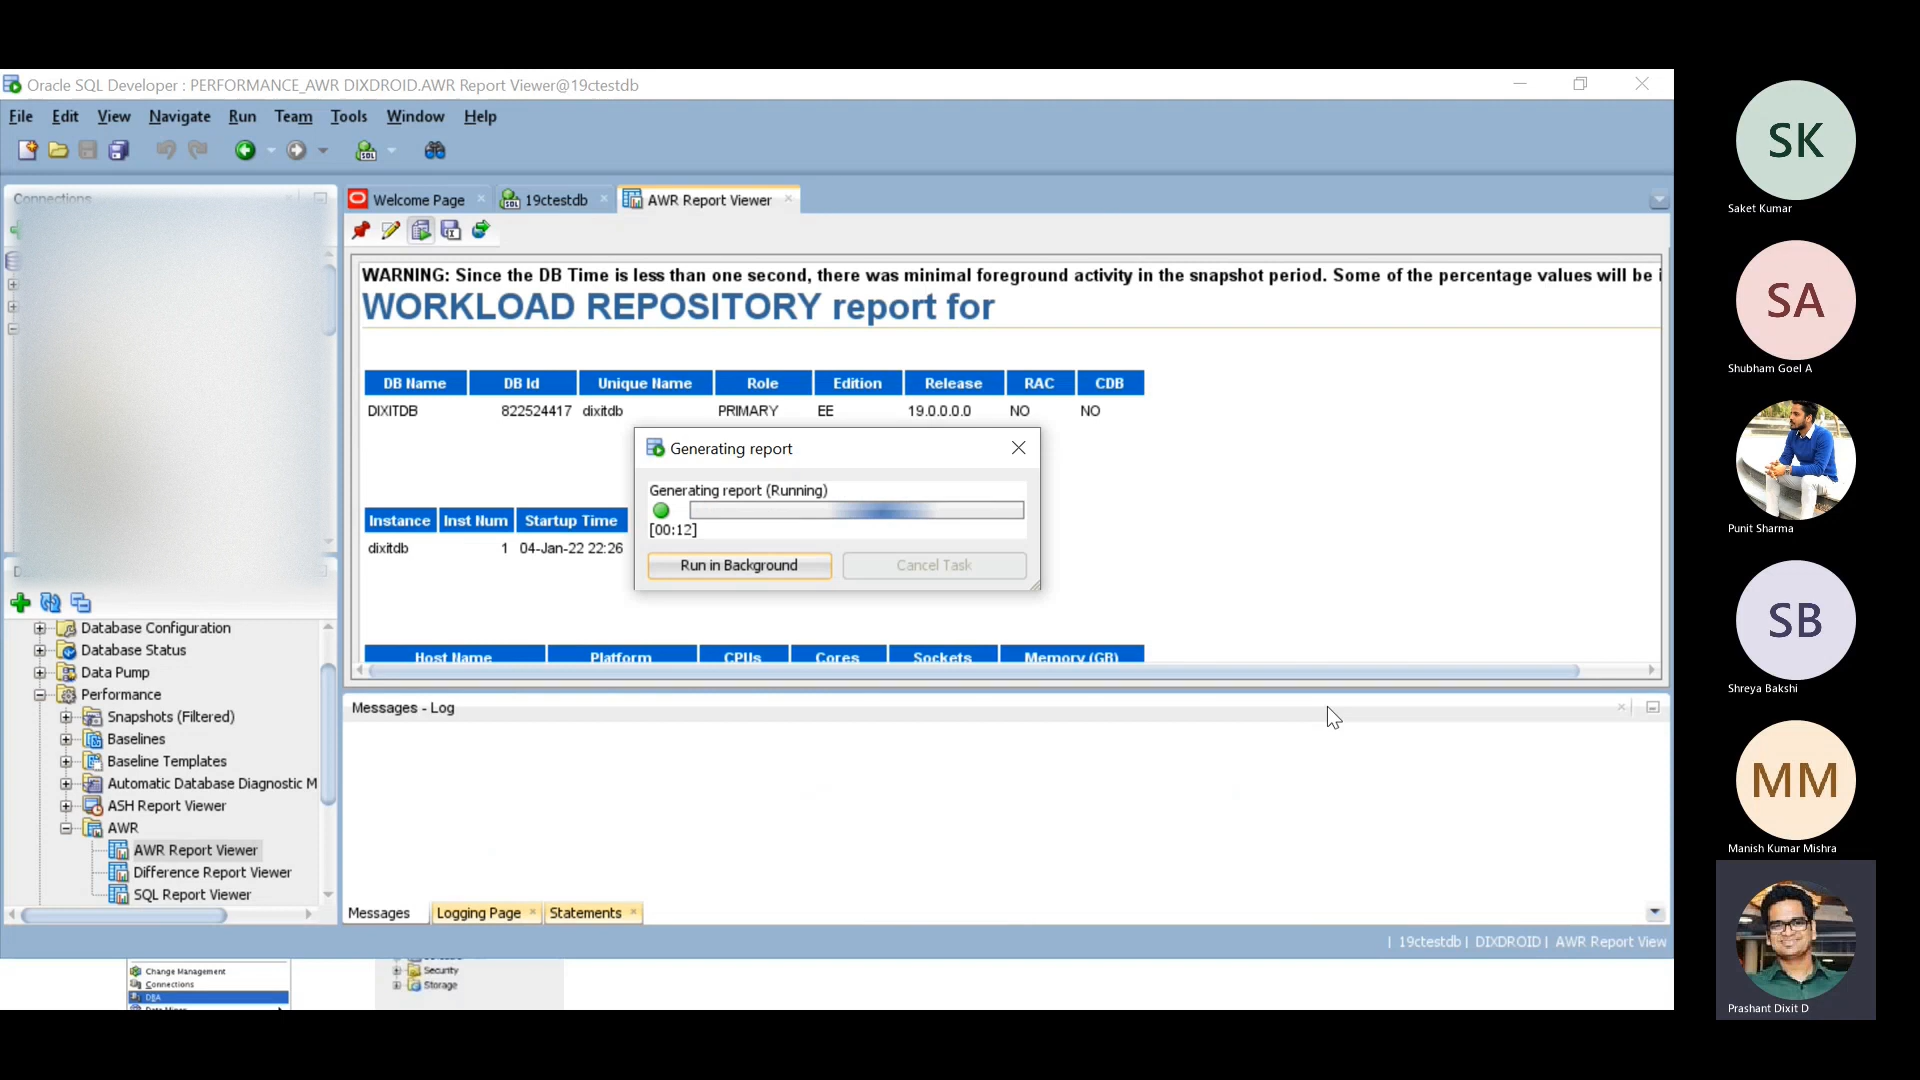 Oracle SQL Developer : PERFORMANCE_AWR DIXDROID.AWR Report Viewer@19ctestdb
File Edit View Navigate Run Team Tools Window Help
Connections
Welcome Page
19ctestdb
AWR Report Viewer
WARNING: Since the DB Time is less than one second, there was minimal foreground activity in the snapshot period. Some of the percentage values will be i
WORKLOAD REPOSITORY report for
DB Name DB Id Unique Name Role Edition Release RAC CDB
DIXITDB 822524417 dixitdb PRIMARY EE 19.0.0.0.0 NO NO
Generating report
Generating report (Running)
[00:12]
Run in Background
Cancel Task
Instance Inst Num Startup Time
dixitdb 1 04-Jan-22 22:26
Host Name Platform CPUs Cores Sockets Memory (GB)
Database Configuration
Database Status
Data Pump
Performance
Snapshots (Filtered)
Baselines
Baseline Templates
Automatic Database Diagnostic M
ASH Report Viewer
AWR
AWR Report Viewer
Difference Report Viewer
SQL Report Viewer
Messages - Log
Messages
Logging Page
Statements
| 19ctestdb | DIXDROID | AWR Report View
Change Management
Connections
DBA
Security
Storage
SK
Saket Kumar
SA
Shubham Goel A
Punit Sharma
SB
Shreya Bakshi
MM
Manish Kumar Mishra
Prashant Dixit D